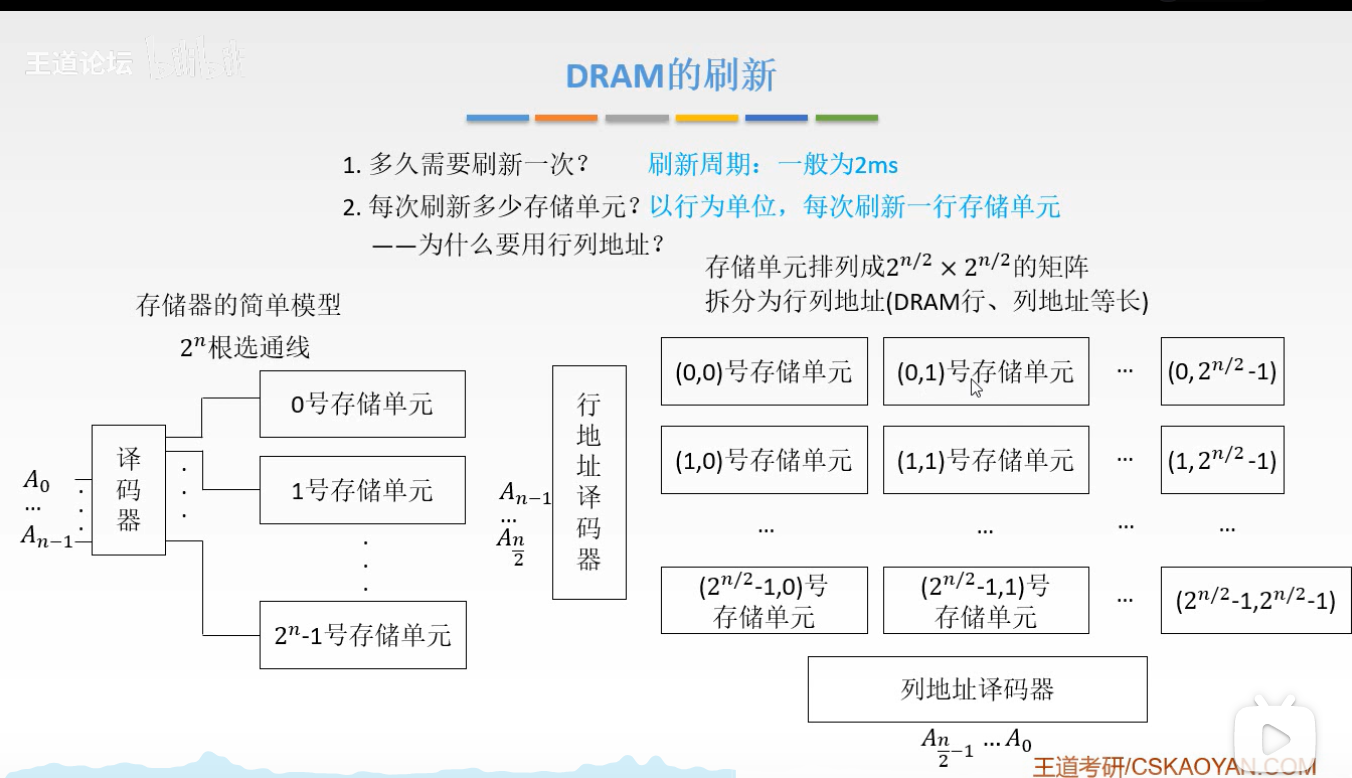 王道论坛
DRAM的刷新
1. 多久需要刷新一次？ 刷新周期：一般为2ms
2. 每次刷新多少存储单元？以行为单位，每次刷新一行存储单元
——为什么要用行列地址？
存储单元排列成2^{n/2} × 2^{n/2}的矩阵
拆分为行列地址(DRAM行、列地址等长)
存储器的简单模型
2^n根选通线
A_0
...
A_{n-1}
译码器
0号存储单元
1号存储单元
2^n-1号存储单元
A_{n-1}
...
A_{n/2}
行地址译码器
(0,0)号存储单元 (0,1)号存储单元 ... (0, 2^{n/2}-1)
(1,0)号存储单元 (1,1)号存储单元 ... (1, 2^{n/2}-1)
... ... ... ...
(2^{n/2}-1,0)号存储单元 (2^{n/2}-1,1)号存储单元 ... (2^{n/2}-1,2^{n/2}-1)
列地址译码器
A_{n/2-1} ... A_0
王道考研/CSKAOYAN.COM